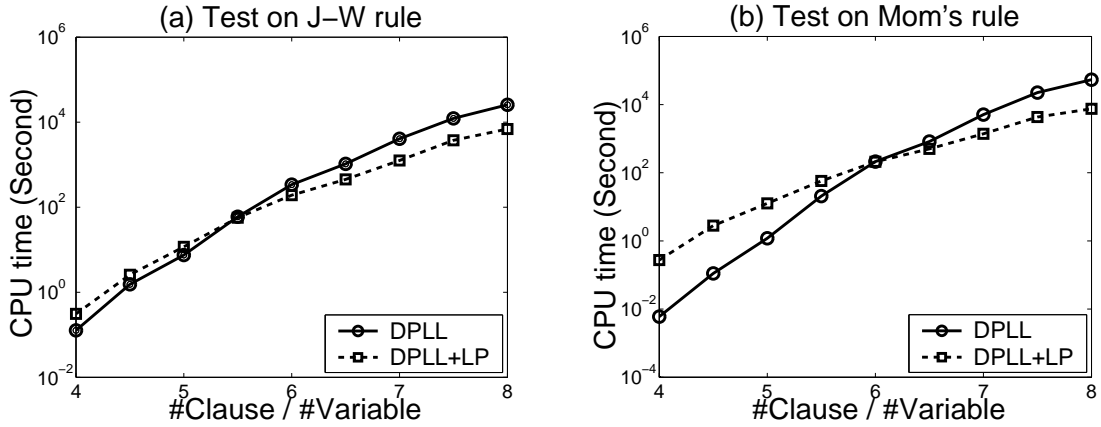 (a) Test on J−W rule
10^6
10^4
10^2
10^0
10^−2
CPU time (Second)
4 5 6 7 8
#Clause / #Variable
DPLL
DPLL+LP
(b) Test on Mom's rule
10^6
10^4
10^2
10^0
10^−2
10^−4
CPU time (Second)
4 5 6 7 8
#Clause / #Variable
DPLL
DPLL+LP